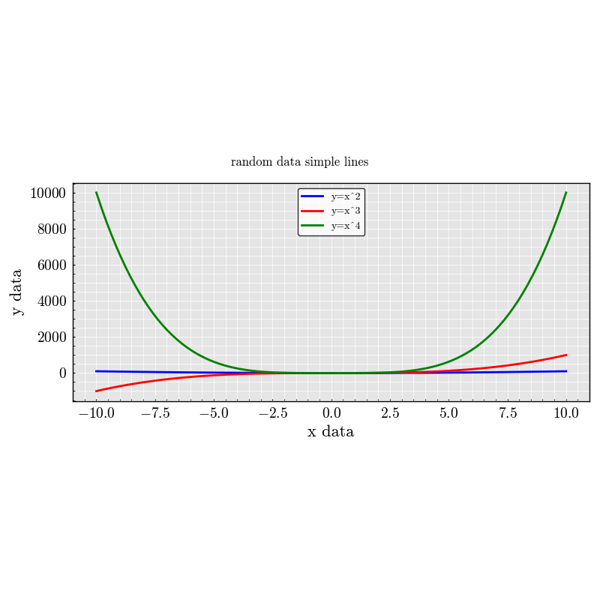 random data simple lines
y=x^2
y=x^3
y=x^4
10000
8000
6000
4000
2000
0
y data
−10.0 −7.5 −5.0 −2.5 0.0 2.5 5.0 7.5 10.0
x data